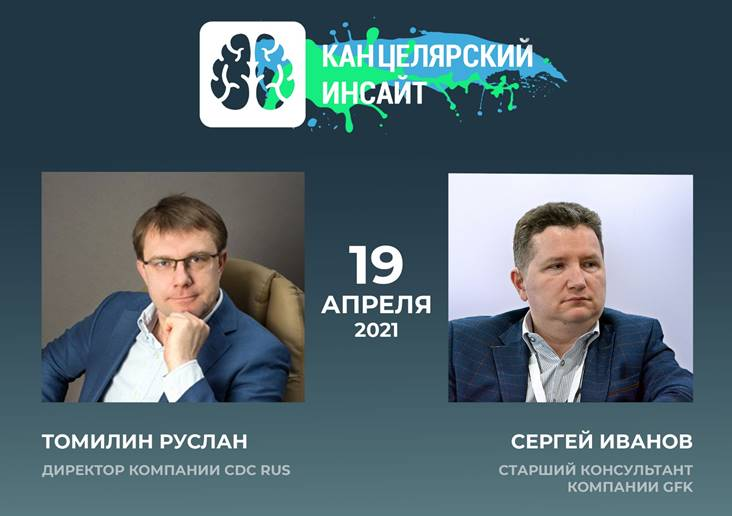 КАНЦЕЛЯРСКИЙ
ИНСАЙТ
19
АПРЕЛЯ
2021
ТОМИЛИН РУСЛАН
ДИРЕКТОР КОМПАНИИ CDC RUS
СЕРГЕЙ ИВАНОВ
СТАРШИЙ КОНСУЛЬТАНТ
КОМПАНИИ GFK